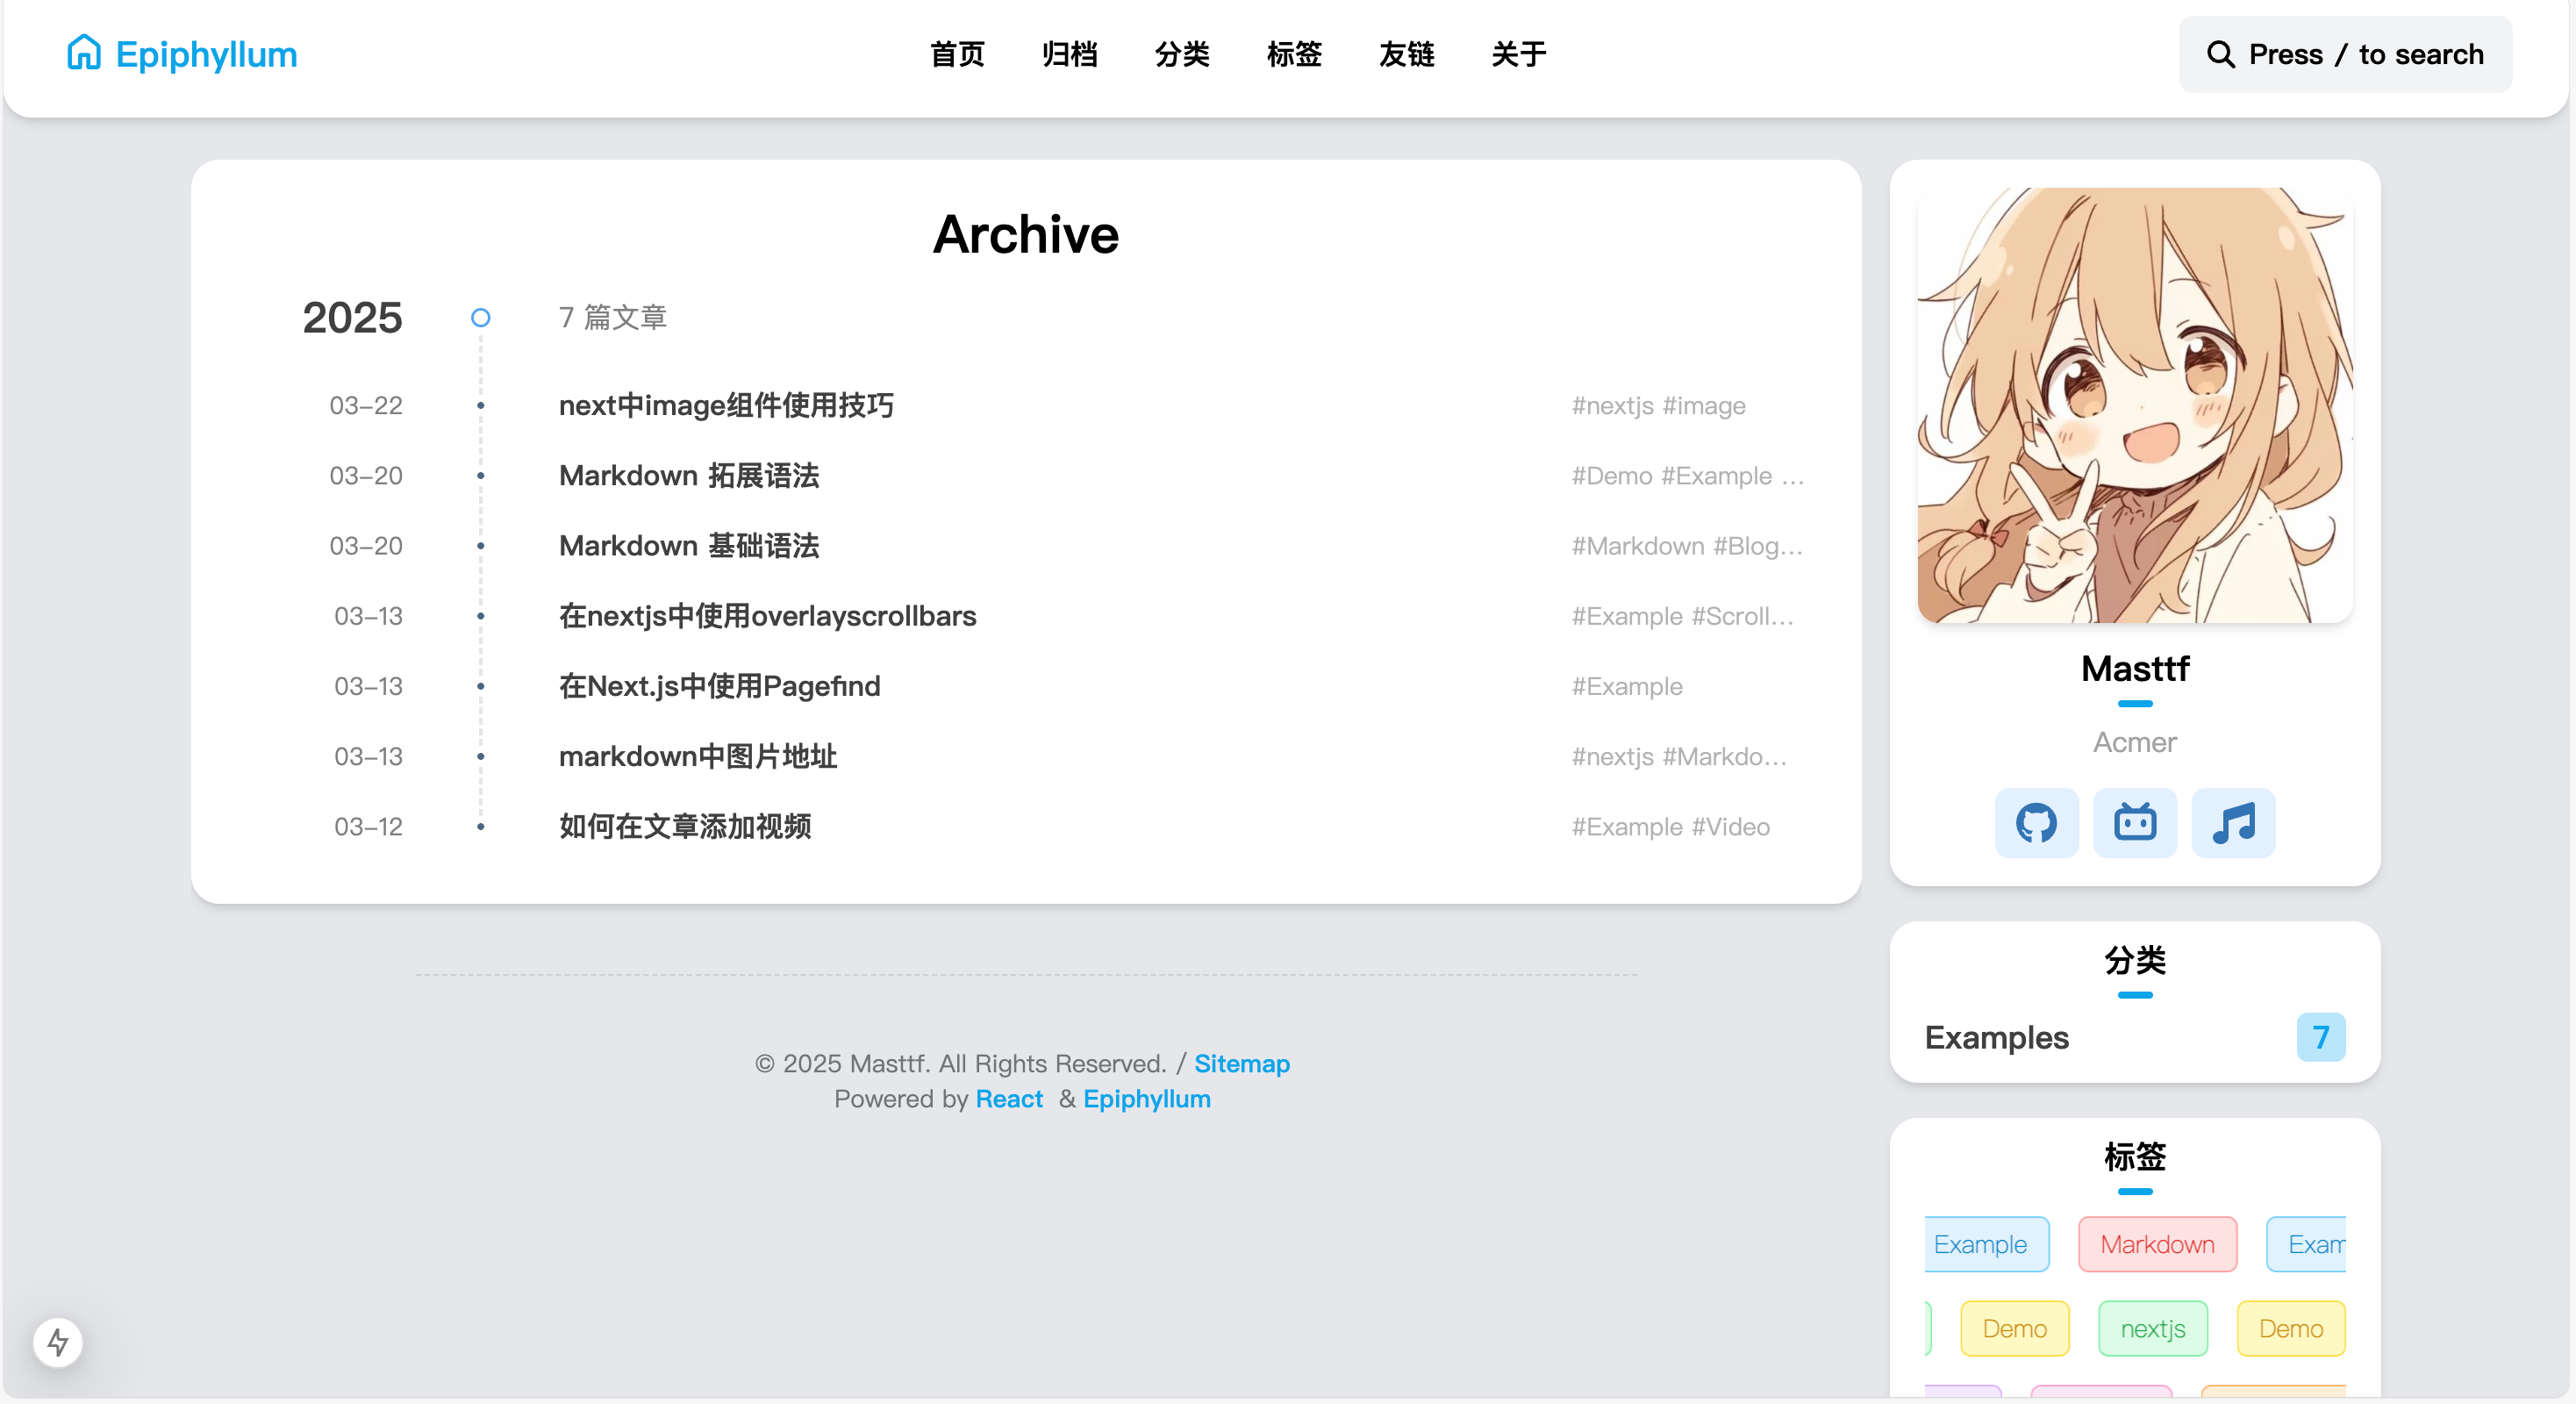 Epiphyllum
首页 归档 分类 标签 友链 关于
Press / to search
Archive
2025 7 篇文章
03-22 next中image组件使用技巧 #nextjs #image
03-20 Markdown 拓展语法 #Demo #Example ...
03-20 Markdown 基础语法 #Markdown #Blog...
03-13 在nextjs中使用overlayscrollbars #Example #Scroll...
03-13 在Next.js中使用Pagefind #Example
03-13 markdown中图片地址 #nextjs #Markdo...
03-12 如何在文章添加视频 #Example #Video
© 2025 Masttf. All Rights Reserved. / Sitemap
Powered by React & Epiphyllum
Masttf
Acmer
分类
Examples 7
标签
Example Markdown Exam
Demo nextjs Demo